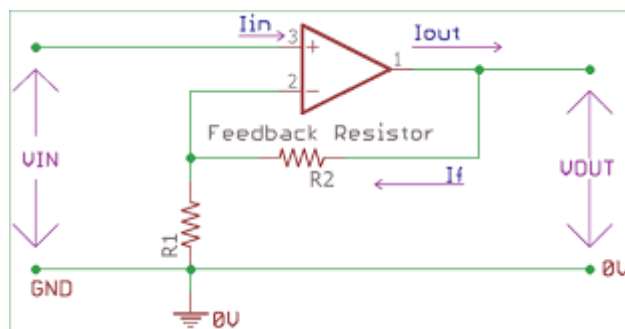 Iin
Iout
3
+
1
2
−
Feedback Resistor
R2
If
VIN
VOUT
R1
GND
0V
0V